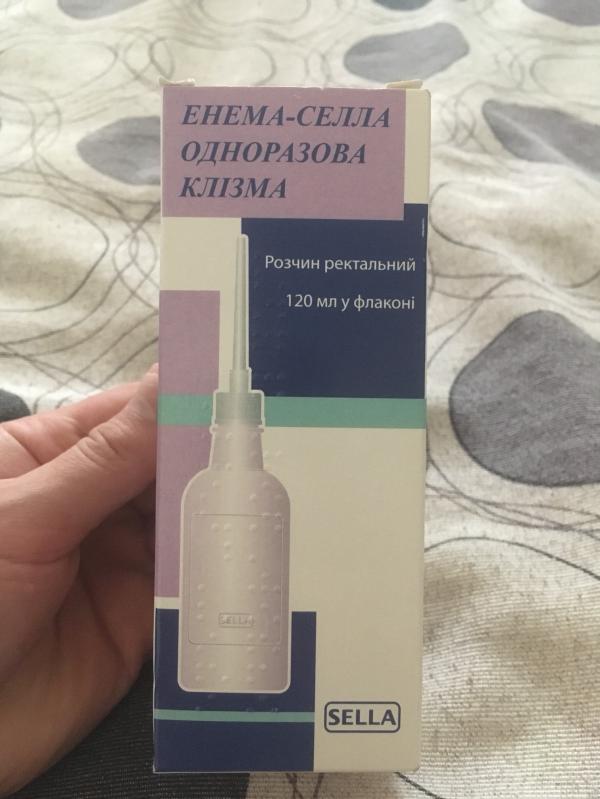 ЕНЕМА-СЕЛЛА
ОДНОРАЗОВА
КЛІЗМА
Розчин ректальний
120 мл у флаконі
SELLA
SELLA